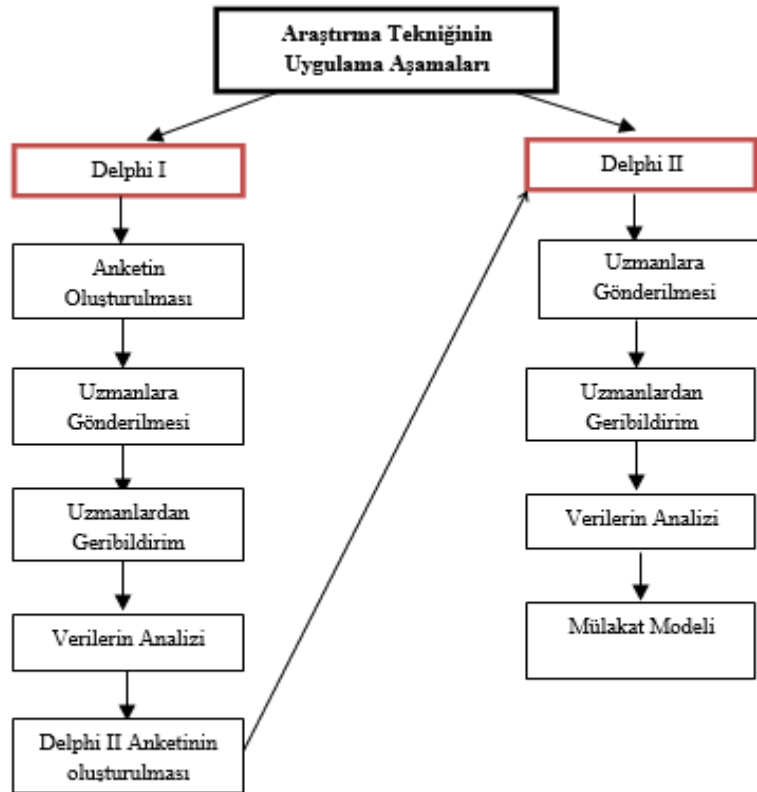 Araştırma Tekniğinin
Uygulama Aşamaları
Delphi I
Anketin
Oluşturulması
Uzmanlara
Gönderilmesi
Uzmanlardan
Geribildirim
Verilerin Analizi
Delphi II Anketinin
oluşturulması
Delphi II
Uzmanlara
Gönderilmesi
Uzmanlardan
Geribildirim
Verilerin Analizi
Mülakat Modeli